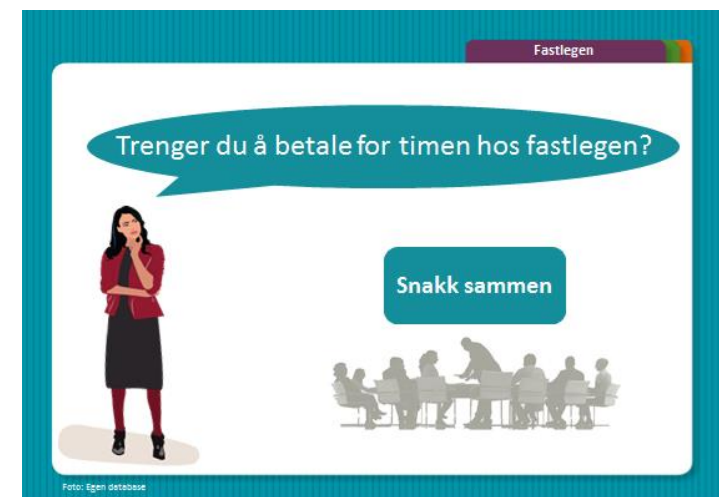 Fastlegen
Trenger du å betale for timen hos fastlegen?
Snakk sammen
Foto: Egen database